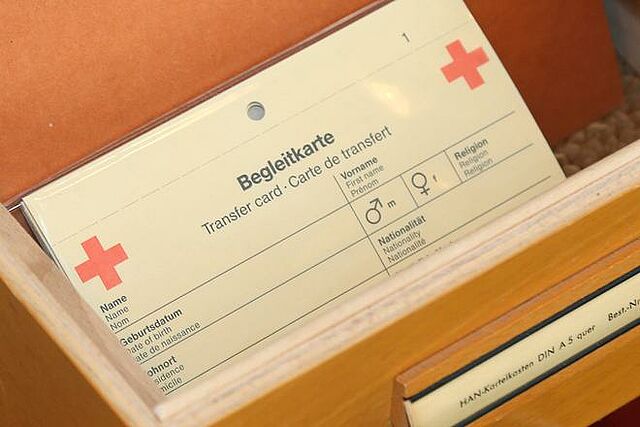 1
Begleitkarte
Transfer card · Carte de transfert
Vorname
First name
Prénom
♂ m
♀ f
Religion
Religion
Religion
Name
Name
Nom
Nationalität
Nationality
Nationalité
Geburtsdatum
Date of birth
Date de naissance
HAN-Karteikasten DIN A 5 quer Best.-